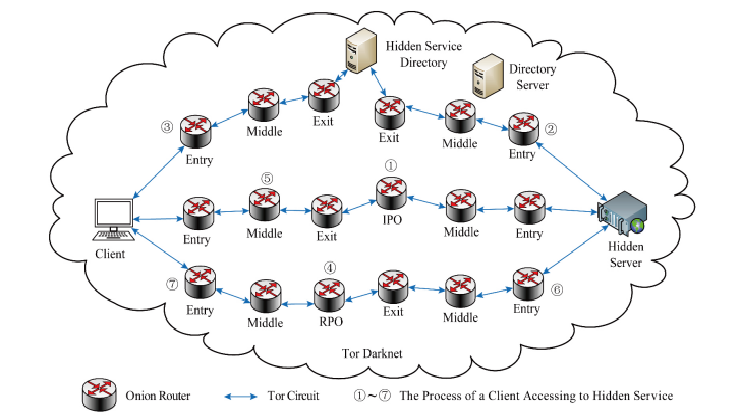 Hidden Service
Directory
Directory
Server
③
Middle
Exit
Exit
Middle
②
Entry
Entry
⑤
①
Entry
Middle
Exit
IPO
Middle
Entry
Client
Hidden
Server
④
⑦
Entry
Middle
RPO
Exit
Middle
Entry
⑥
Tor Darknet
Onion Router
Tor Circuit
①~⑦ The Process of a Client Accessing to Hidden Service